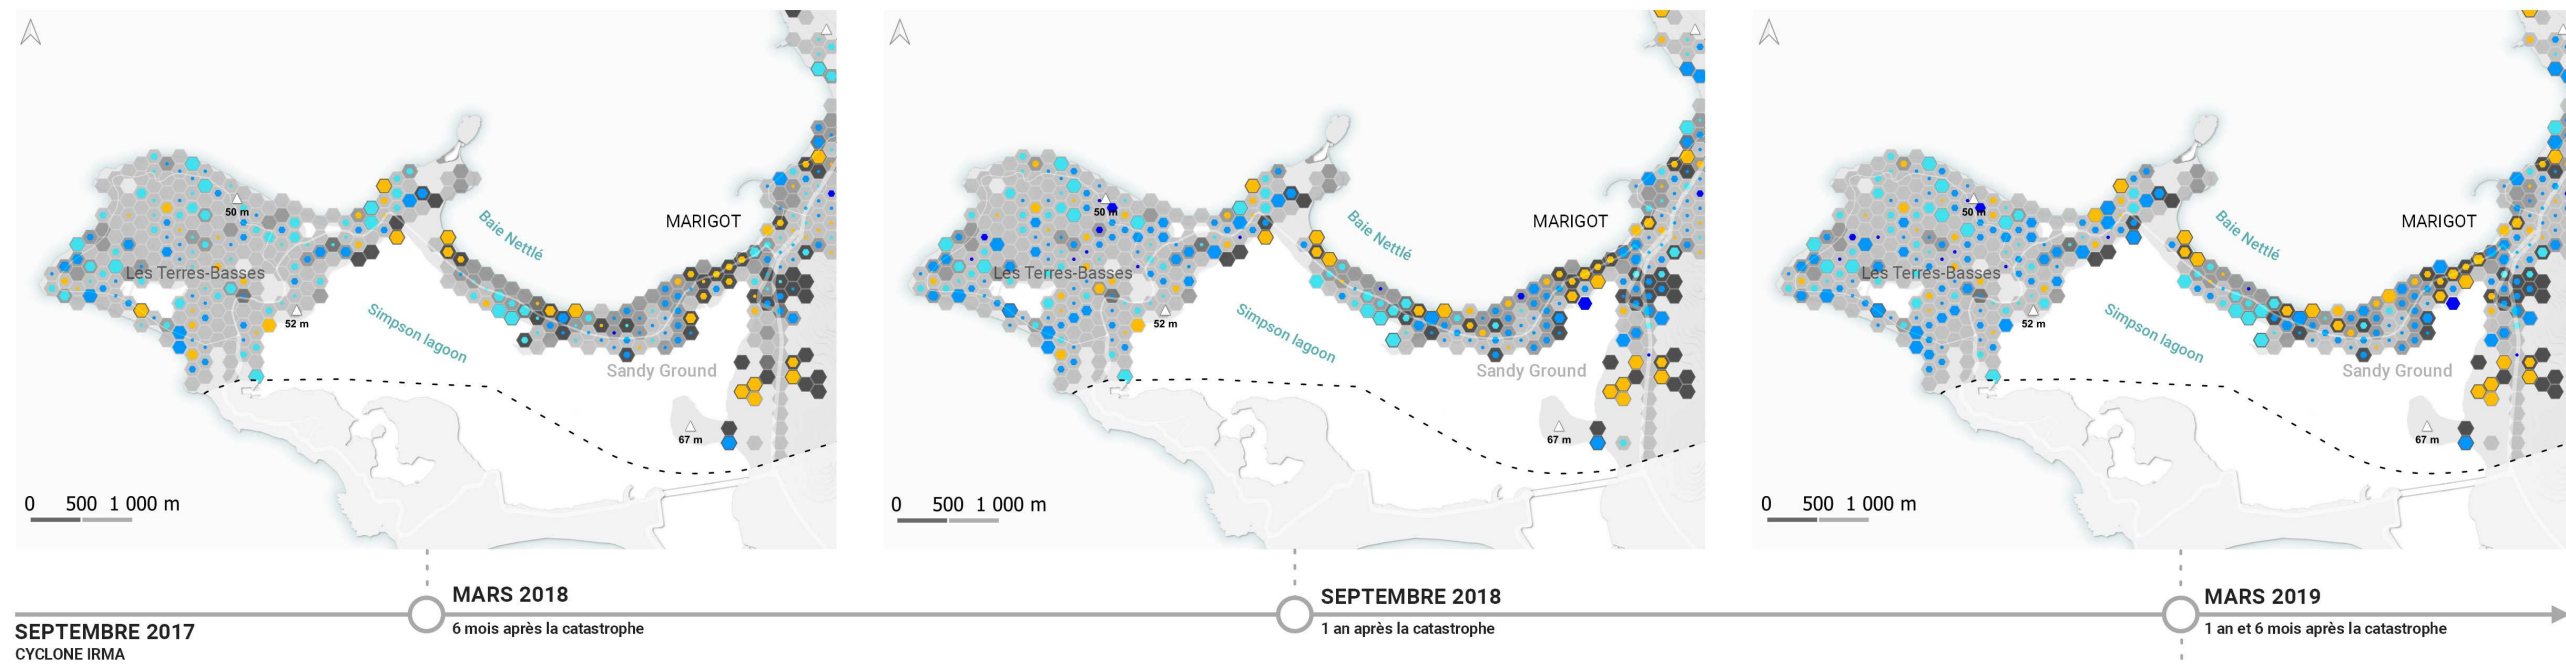 50 m
Baie Nettlé
MARIGOT
Les Terres-Basses
Simpson lagoon
52 m
Sandy Ground
67 m
0 500 1 000 m
50 m
Baie Nettlé
MARIGOT
Les Terres-Basses
Simpson lagoon
52 m
Sandy Ground
67 m
0 500 1 000 m
50 m
Baie Nettlé
MARIGOT
Les Terres-Basses
Simpson lagoon
52 m
Sandy Ground
67 m
0 500 1 000 m
SEPTEMBRE 2017
CYCLONE IRMA
MARS 2018
6 mois après la catastrophe
SEPTEMBRE 2018
1 an après la catastrophe
MARS 2019
1 an et 6 mois après la catastrophe